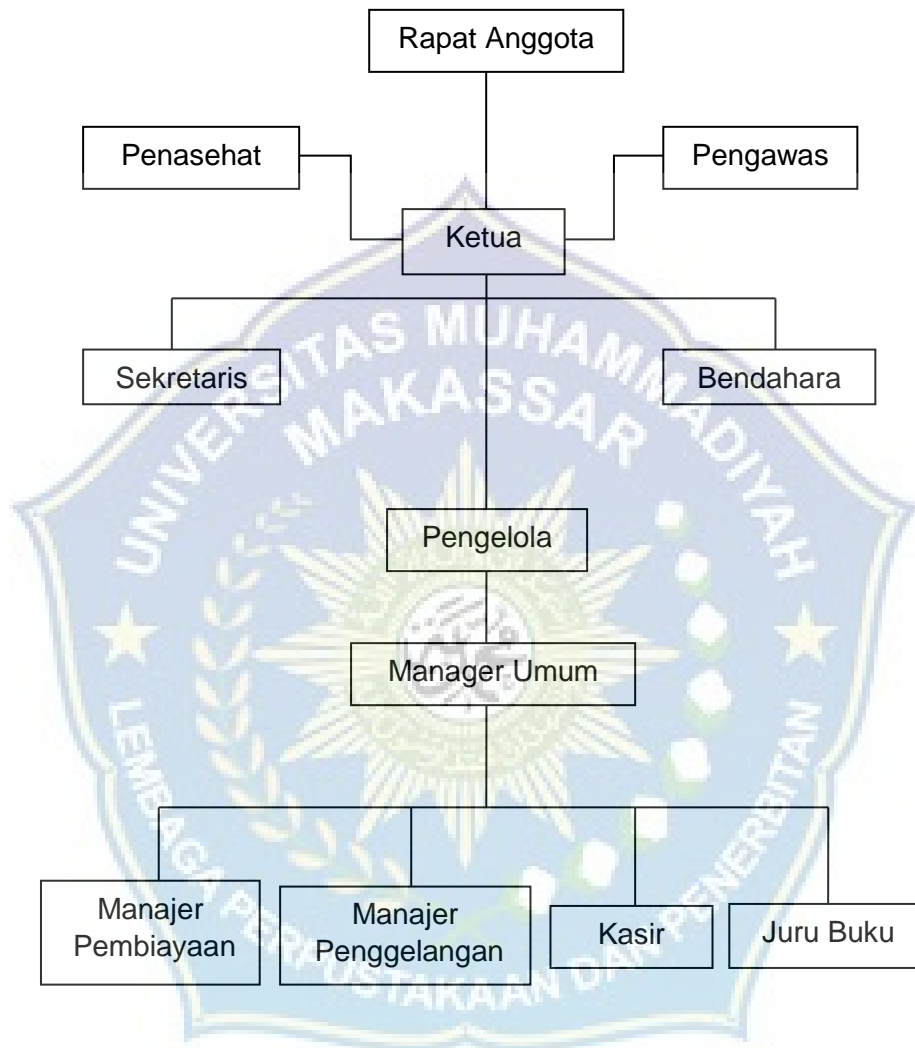 Rapat Anggota
Penasehat
Pengawas
Ketua
Sekretaris
Bendahara
UNIVERSITAS MUHAMMADIYAH
MAKASSAR
Pengelola
Manager Umum
LEMBAGA PERPUSTAKAAN DAN PENERBITAN
Manajer
Pembiayaan
Manajer
Penggelangan
Kasir
Juru Buku